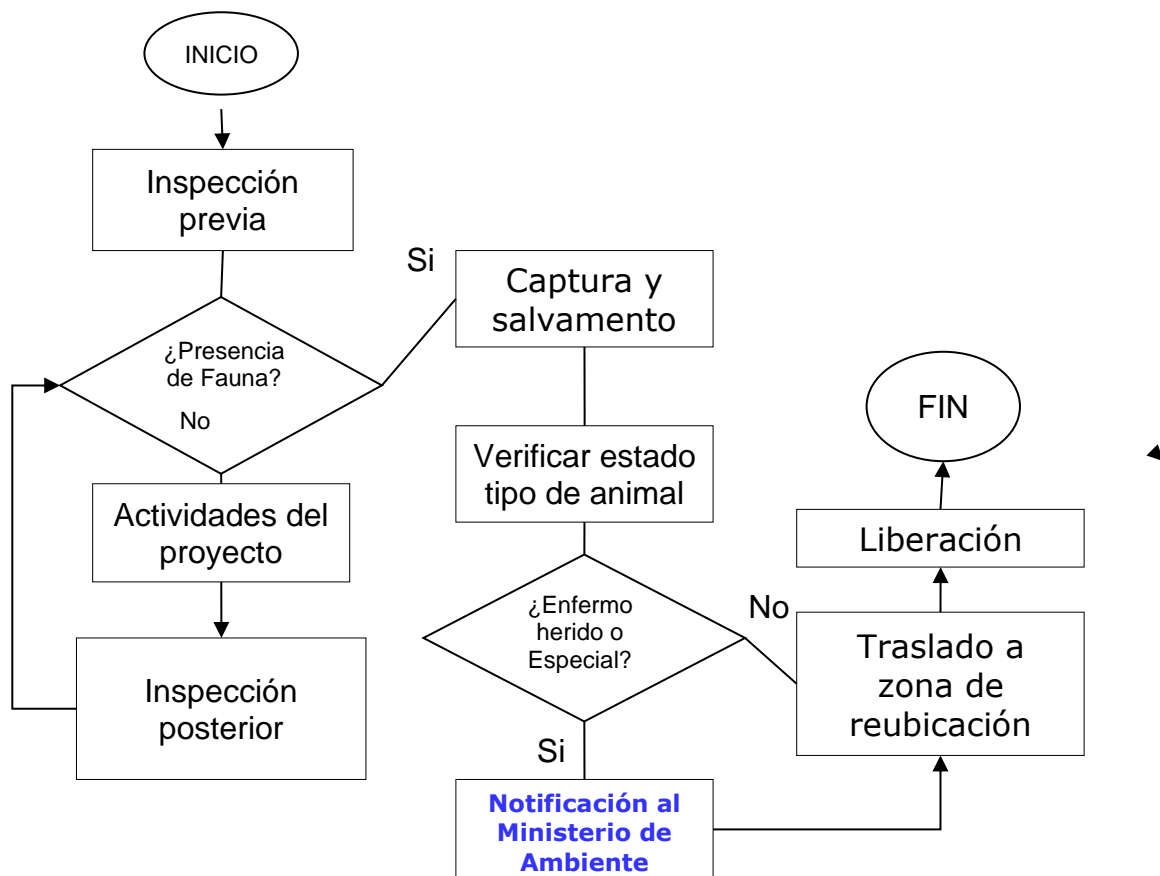 INICIO
Inspección
previa
¿Presencia
de Fauna?
No
Actividades del
proyecto
Inspección
posterior
Si
Captura y
salvamento
Verificar estado
tipo de animal
¿Enfermo
herido o
Especial?
No
Si
Notificación al
Ministerio de
Ambiente
Traslado a
zona de
reubicación
Liberación
FIN